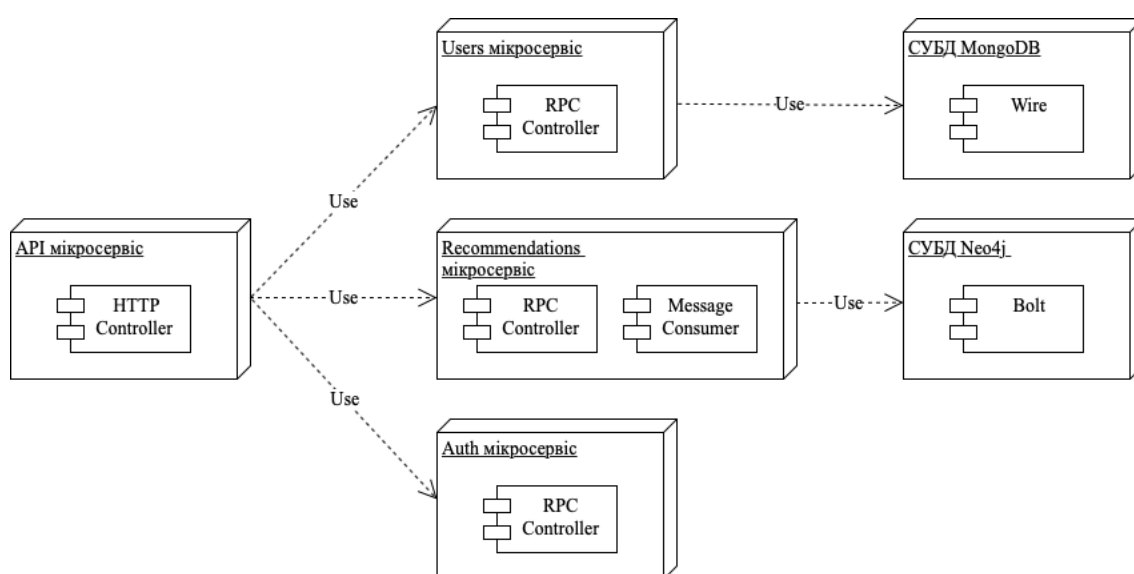 Users мікросервіс
RPC
Controller
Use
СУБД MongoDB
Wire
Use
API мікросервіс
HTTP
Controller
Use
Recommendations
мікросервіс
RPC
Controller
Message
Consumer
Use
СУБД Neo4j
Bolt
Use
Auth мікросервіс
RPC
Controller